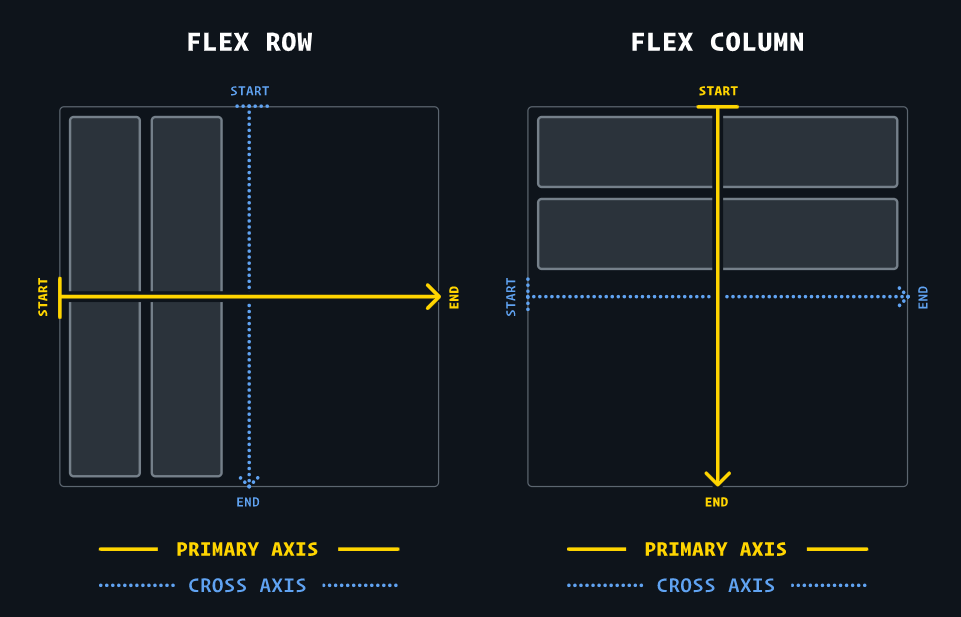 FLEX ROW
START
START
END
END
PRIMARY AXIS
CROSS AXIS
FLEX COLUMN
START
START
END
END
PRIMARY AXIS
CROSS AXIS